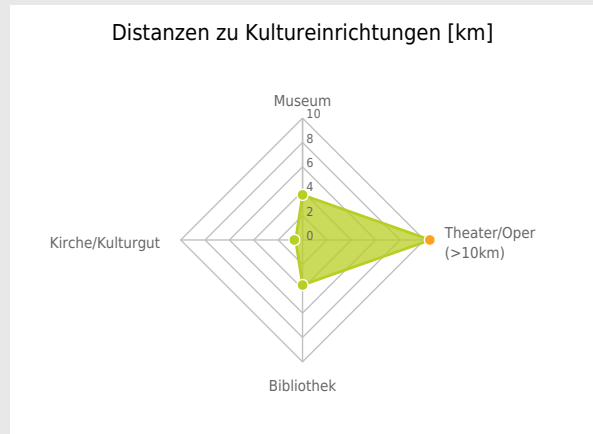 Distanzen zu Kultureinrichtungen [km]
Museum
10
8
6
4
2
0
Theater/Oper
(>10km)
Kirche/Kulturgut
Bibliothek